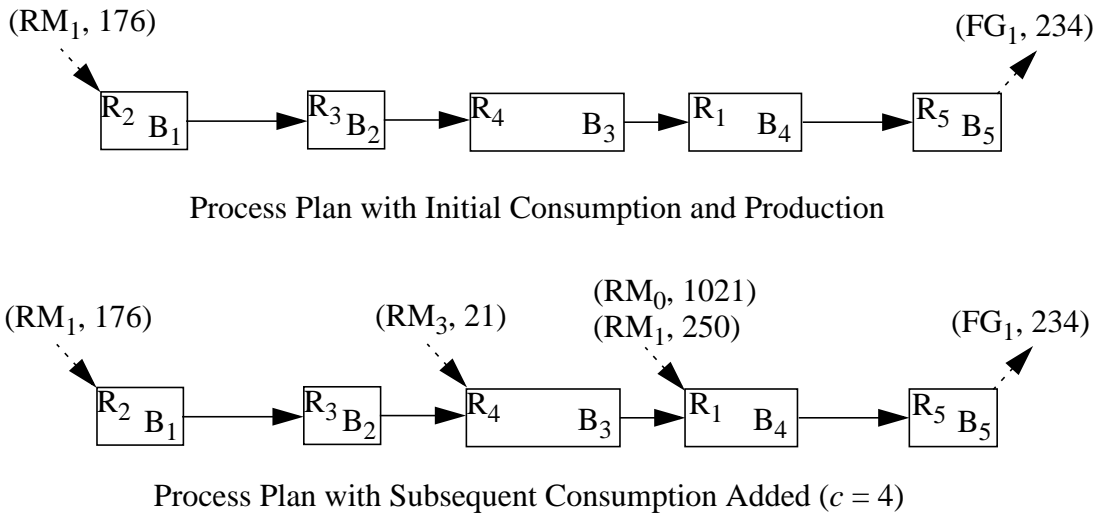 (RM1, 176) (FG1, 234)
R2 B1 R3 B2 R4 B3 R1 B4 R5 B5
Process Plan with Initial Consumption and Production
(RM0, 1021)
(RM1, 176) (RM3, 21) (RM1, 250) (FG1, 234)
R2 B1 R3 B2 R4 B3 R1 B4 R5 B5
Process Plan with Subsequent Consumption Added (c = 4)